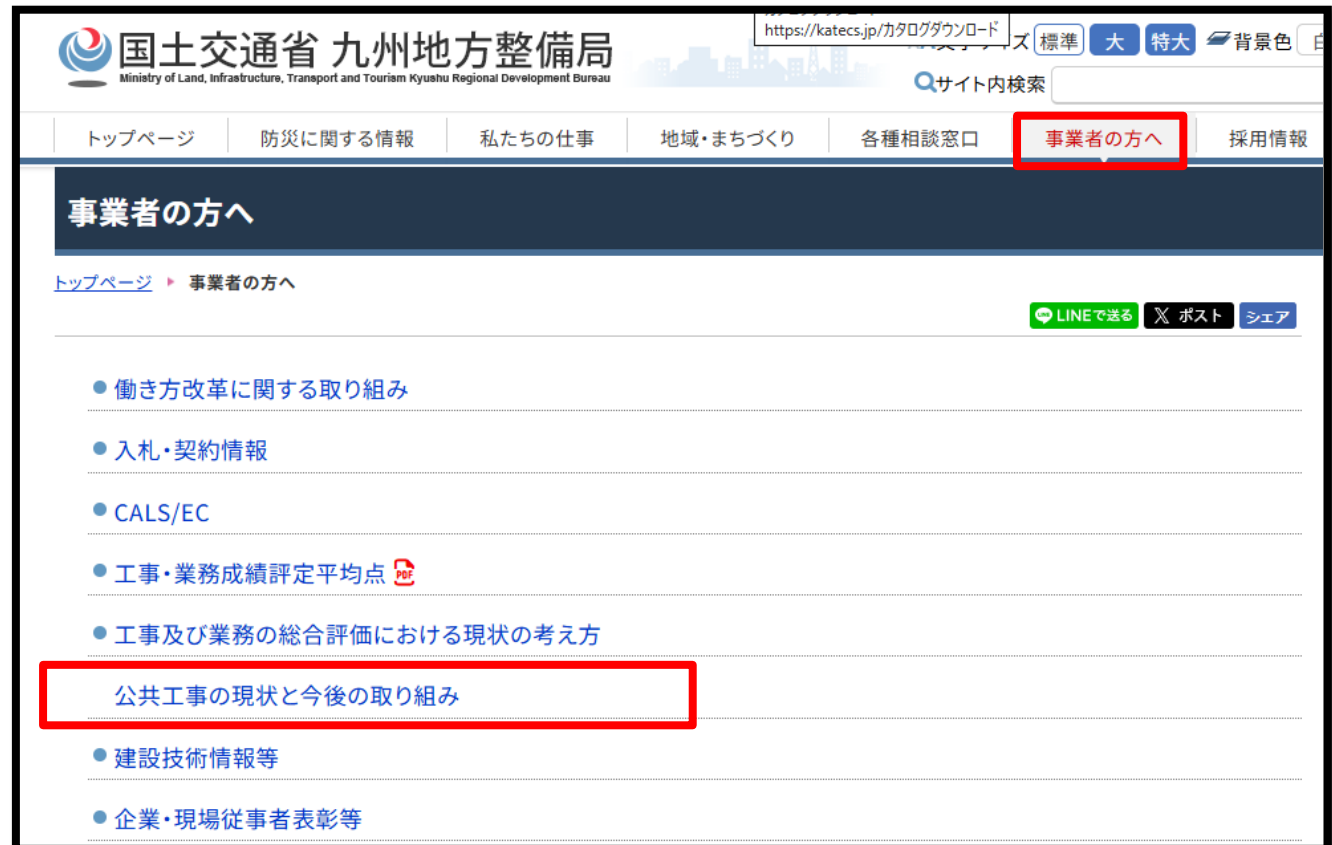 https://katecs.jp/カタログダウンロード
国土交通省 九州地方整備局
Ministry of Land, Infrastructure, Transport and Tourism Kyushu Regional Development Bureau
ズ 標準 大 特大 背景色
サイト内検索
トップページ 防災に関する情報 私たちの仕事 地域・まちづくり 各種相談窓口 事業者の方へ 採用情報
事業者の方へ
トップページ 事業者の方へ
LINEで送る ポスト シェア
働き方改革に関する取り組み
入札・契約情報
CALS/EC
工事・業務成績評定平均点 PDF
工事及び業務の総合評価における現状の考え方
公共工事の現状と今後の取り組み
建設技術情報等
企業・現場従事者表彰等